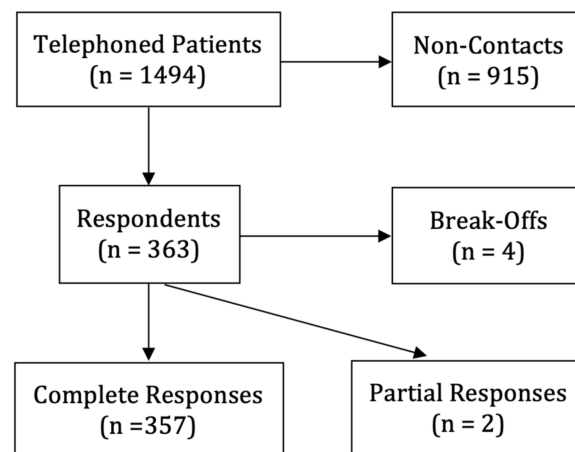 Telephoned Patients
(n = 1494)
Non-Contacts
(n = 915)
Respondents
(n = 363)
Break-Offs
(n = 4)
Complete Responses
(n =357)
Partial Responses
(n = 2)